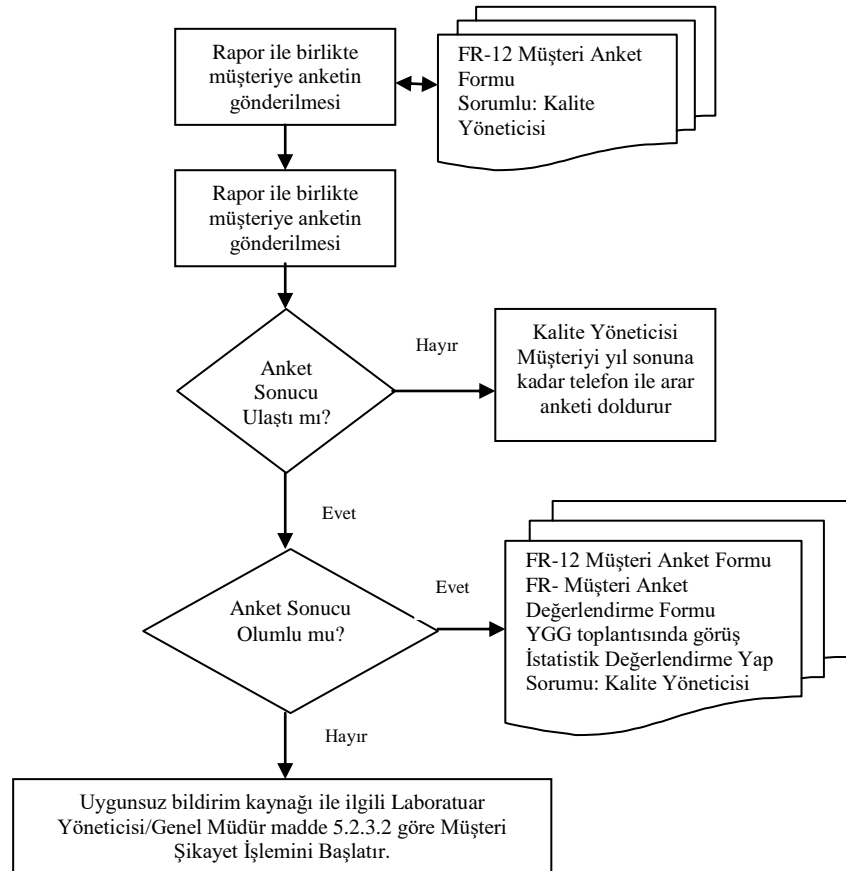 Rapor ile birlikte
müşteriye anketin
gönderilmesi
FR-12 Müşteri Anket
Formu
Sorumlu: Kalite
Yöneticisi
Rapor ile birlikte
müşteriye anketin
gönderilmesi
Anket
Sonucu
Ulaştı mı?
Hayır
Kalite Yöneticisi
Müşteriyi yıl sonuna
kadar telefon ile arar
anketi doldurur
Evet
Anket Sonucu
Olumlu mu?
Evet
FR-12 Müşteri Anket Formu
FR- Müşteri Anket
Değerlendirme Formu
YGG toplantısında görüş
İstatistik Değerlendirme Yap
Sorumu: Kalite Yöneticisi
Hayır
Uygunsuz bildirim kaynağı ile ilgili Laboratuar
Yöneticisi/Genel Müdür madde 5.2.3.2 göre Müşteri
Şikayet İşlemini Başlatır.